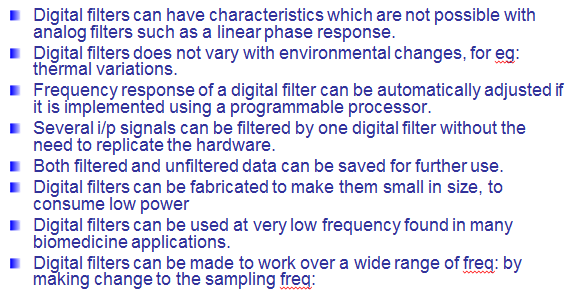 Digital filters can have characteristics which are not possible with
analog filters such as a linear phase response.
Digital filters does not vary with environmental changes, for eg:
thermal variations.
Frequency response of a digital filter can be automatically adjusted if
it is implemented using a programmable processor.
Several i/p signals can be filtered by one digital filter without the
need to replicate the hardware.
Both filtered and unfiltered data can be saved for further use.
Digital filters can be fabricated to make them small in size, to
consume low power
Digital filters can be used at very low frequency found in many
biomedicine applications.
Digital filters can be made to work over a wide range of freq: by
making change to the sampling freq: